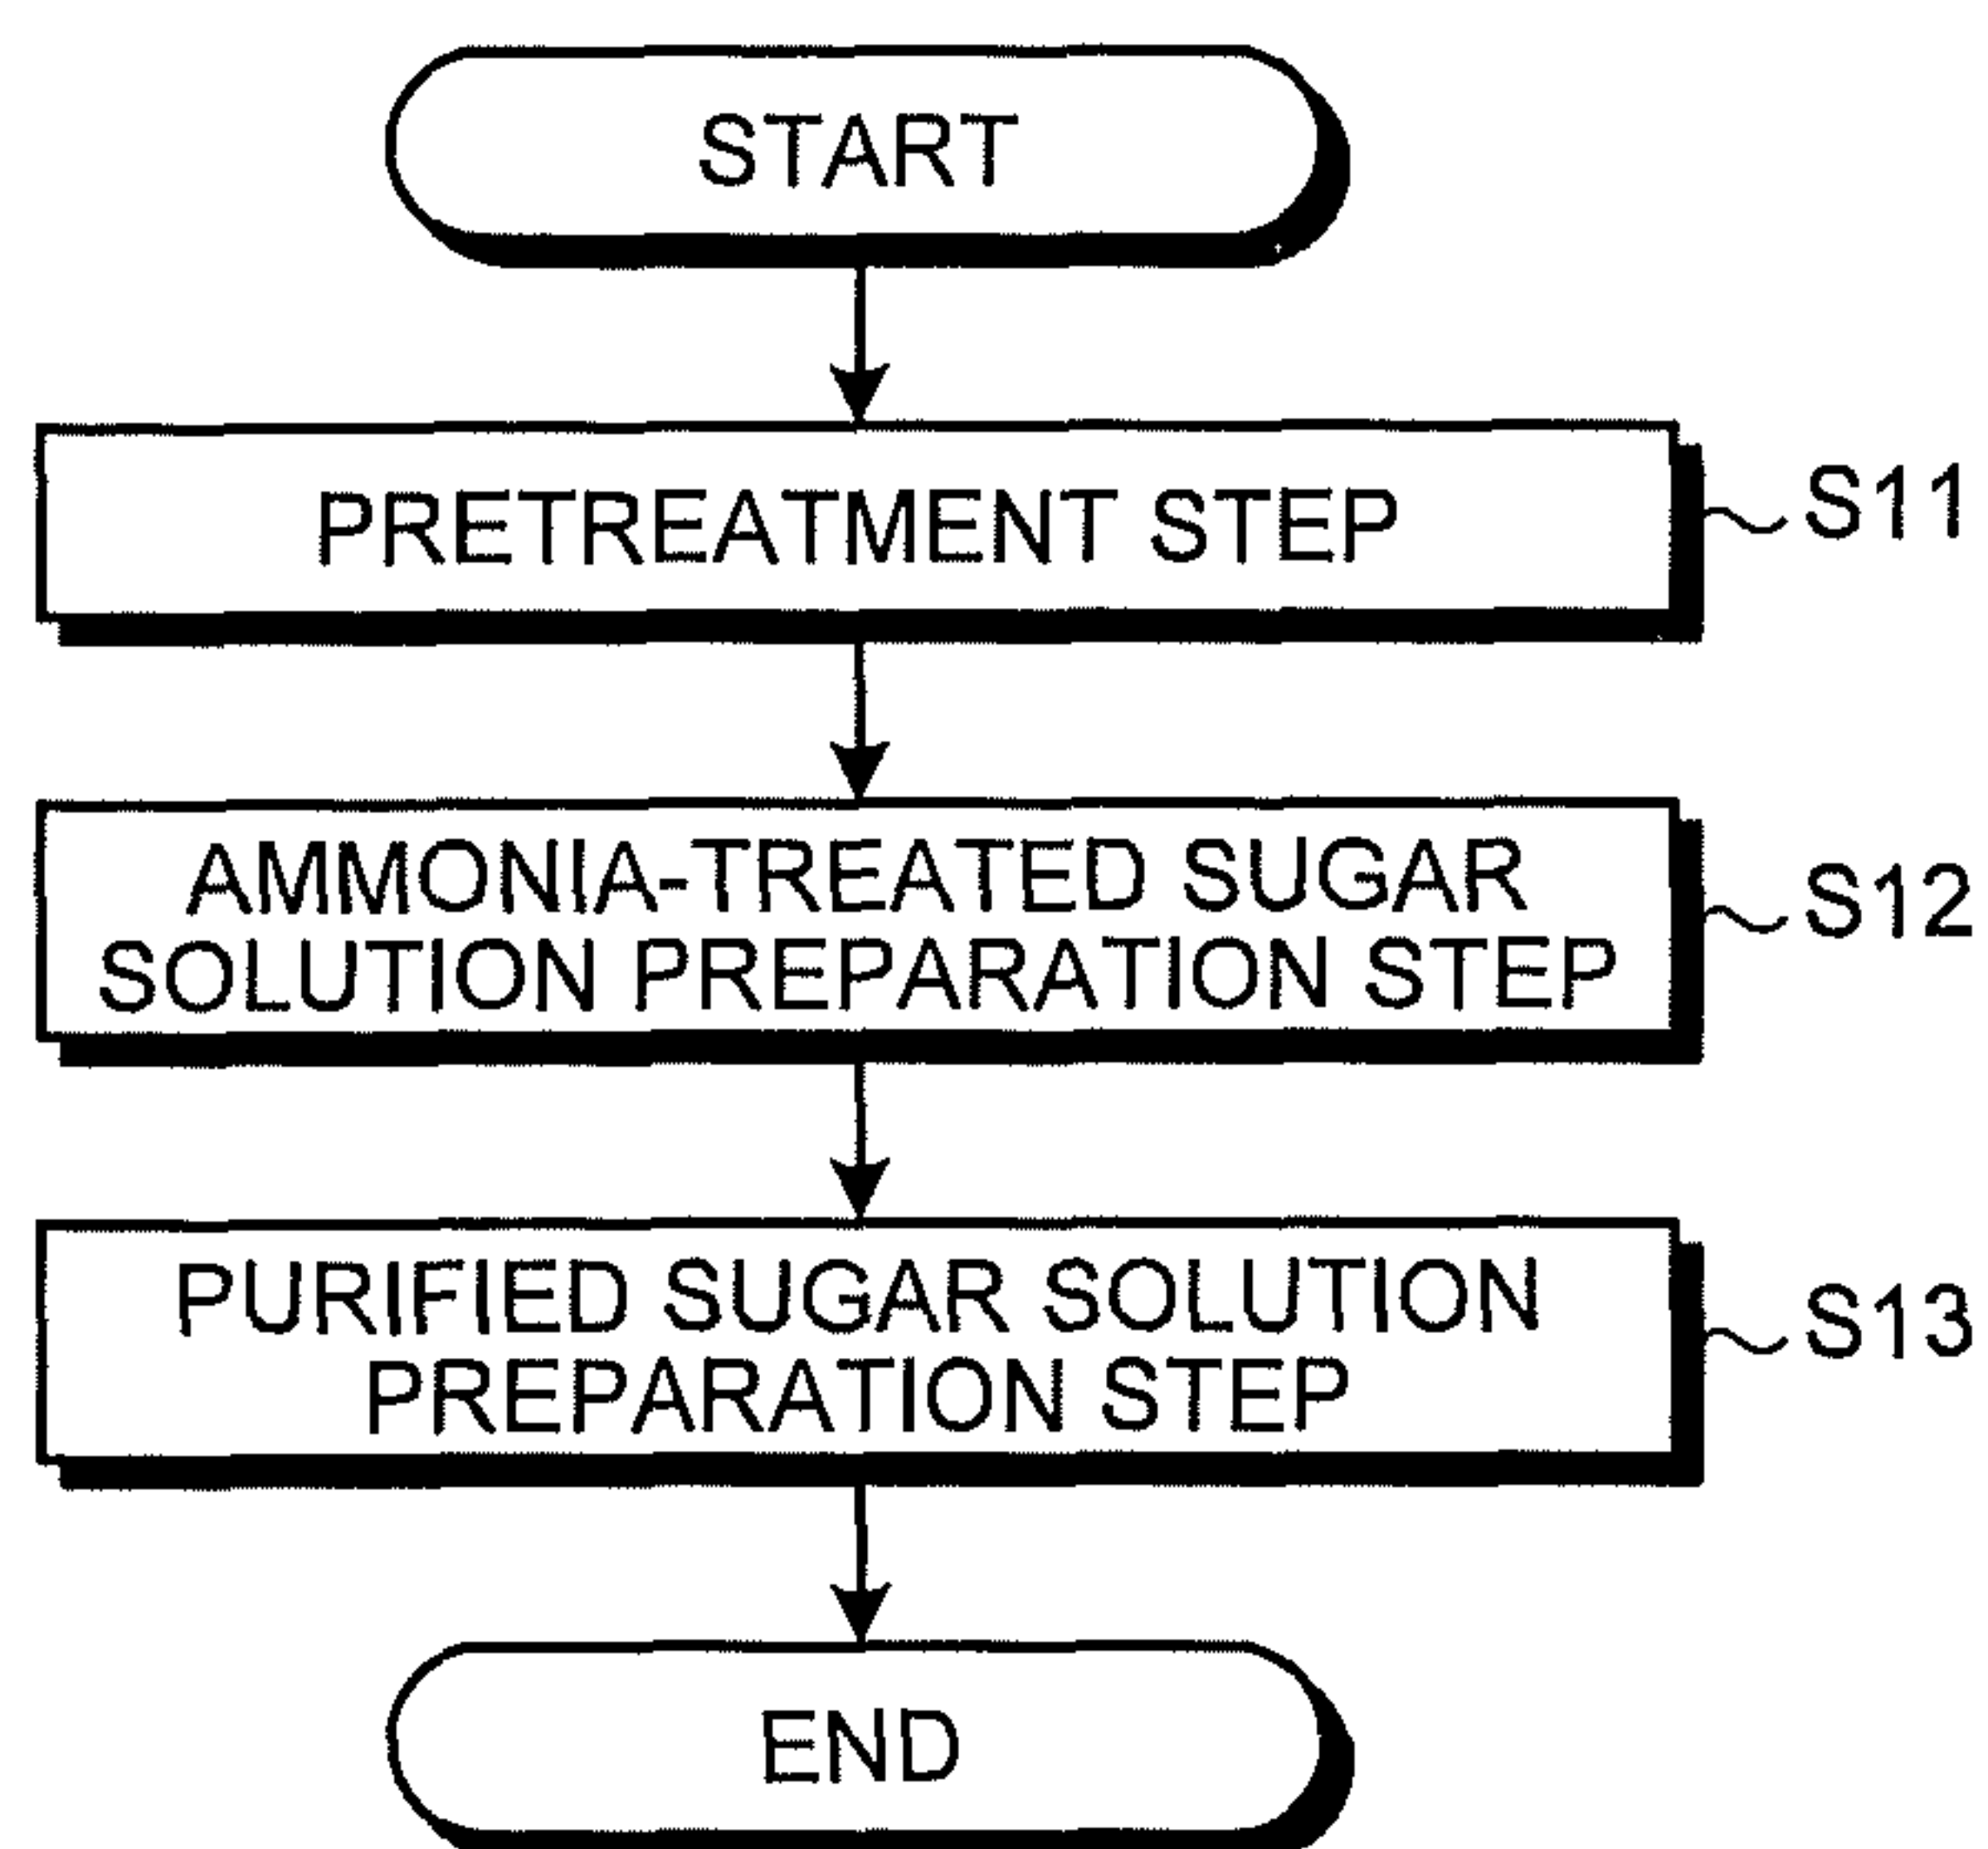 START
PRETREATMENT STEP
S11
AMMONIA-TREATED SUGAR
SOLUTION PREPARATION STEP
S12
PURIFIED SUGAR SOLUTION
PREPARATION STEP
S13
END